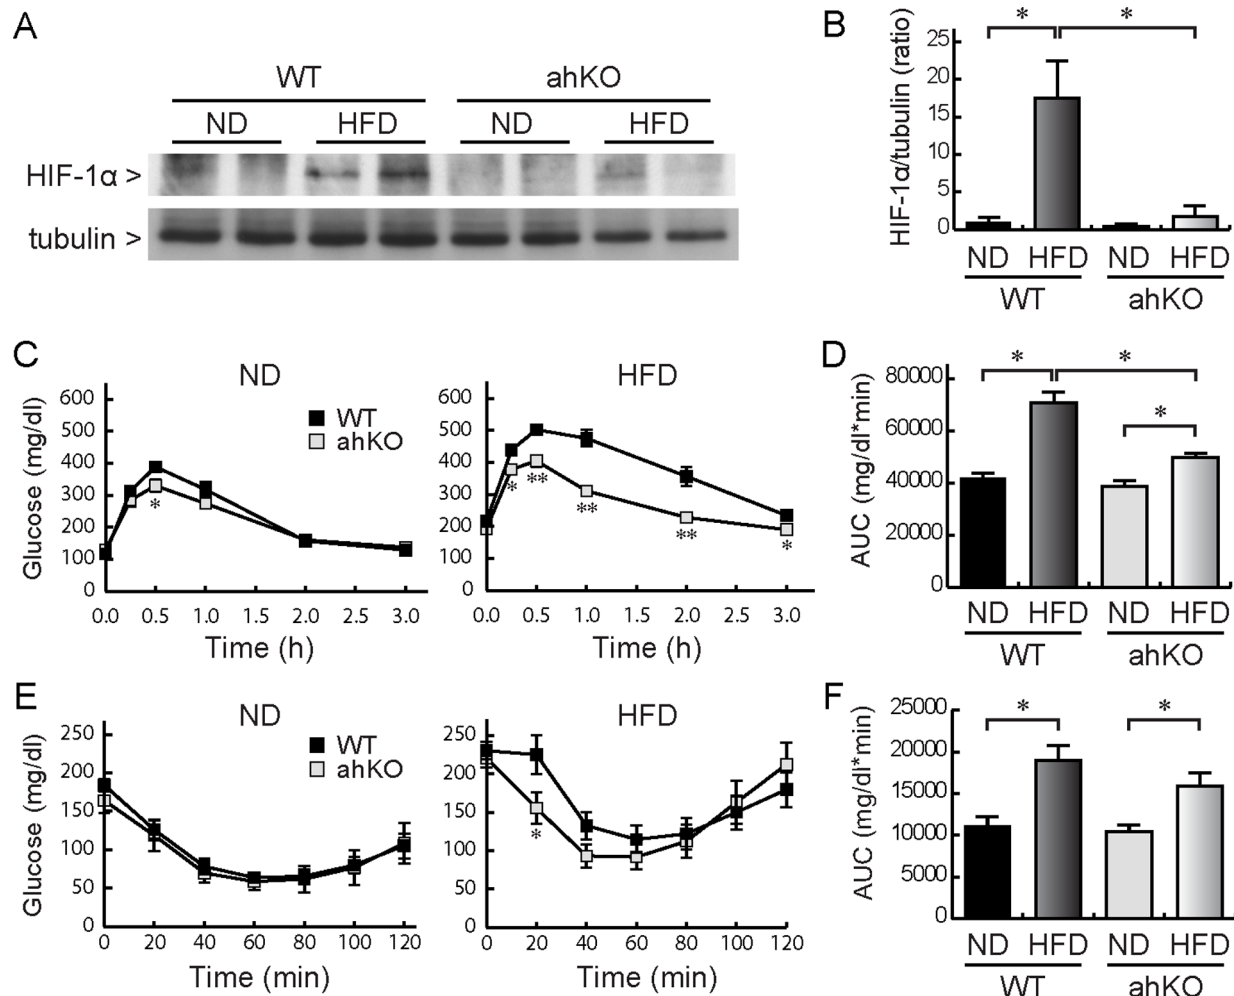 A
WT ahKO
ND HFD ND HFD
HIF-1α >
tubulin >
B
* *
HIF-1α/tubulin (ratio)
25
20
15
10
5
0
ND HFD ND HFD
WT ahKO
C
ND
Glucose (mg/dl)
600
500
400
300
200
100
0
WT
ahKO
*
0.0 0.5 1.0 1.5 2.0 2.5 3.0
Time (h)
HFD
600
500
400
300
200
100
0
* ** ** ** *
0.0 0.5 1.0 1.5 2.0 2.5 3.0
Time (h)
D
* *
*
AUC (mg/dl*min)
80000
60000
40000
20000
0
ND HFD ND HFD
WT ahKO
E
ND
Glucose (mg/dl)
250
200
150
100
50
0
WT
ahKO
0 20 40 60 80 100 120
Time (min)
HFD
250
200
150
100
50
0
*
0 20 40 60 80 100 120
Time (min)
F
* *
AUC (mg/dl*min)
25000
20000
15000
10000
5000
0
ND HFD ND HFD
WT ahKO